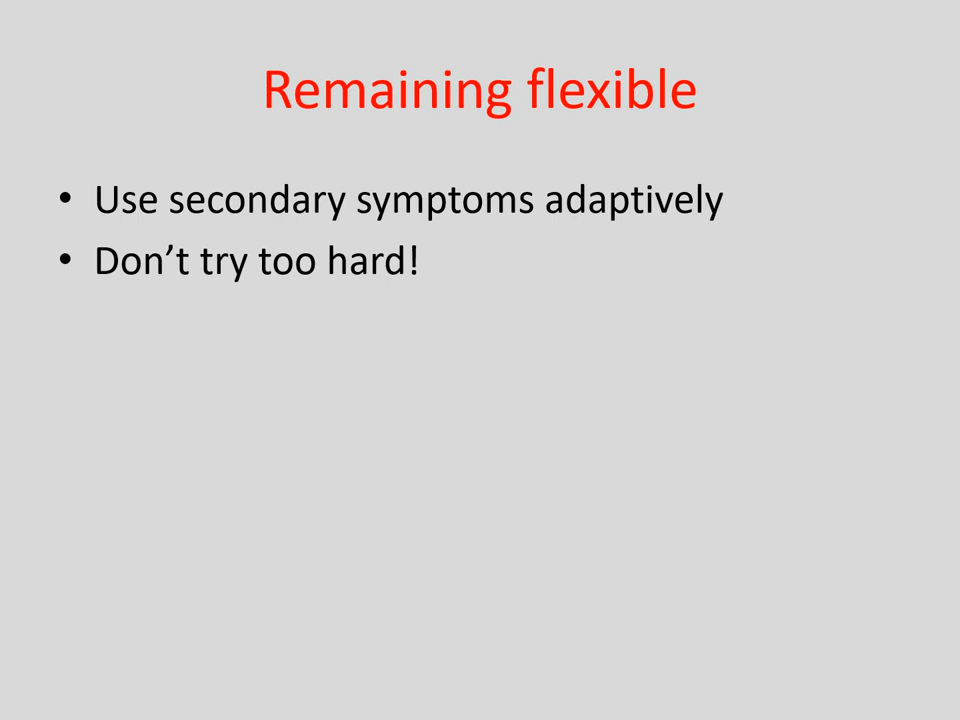 Remaining flexible
• Use secondary symptoms adaptively
• Don’t try too hard!